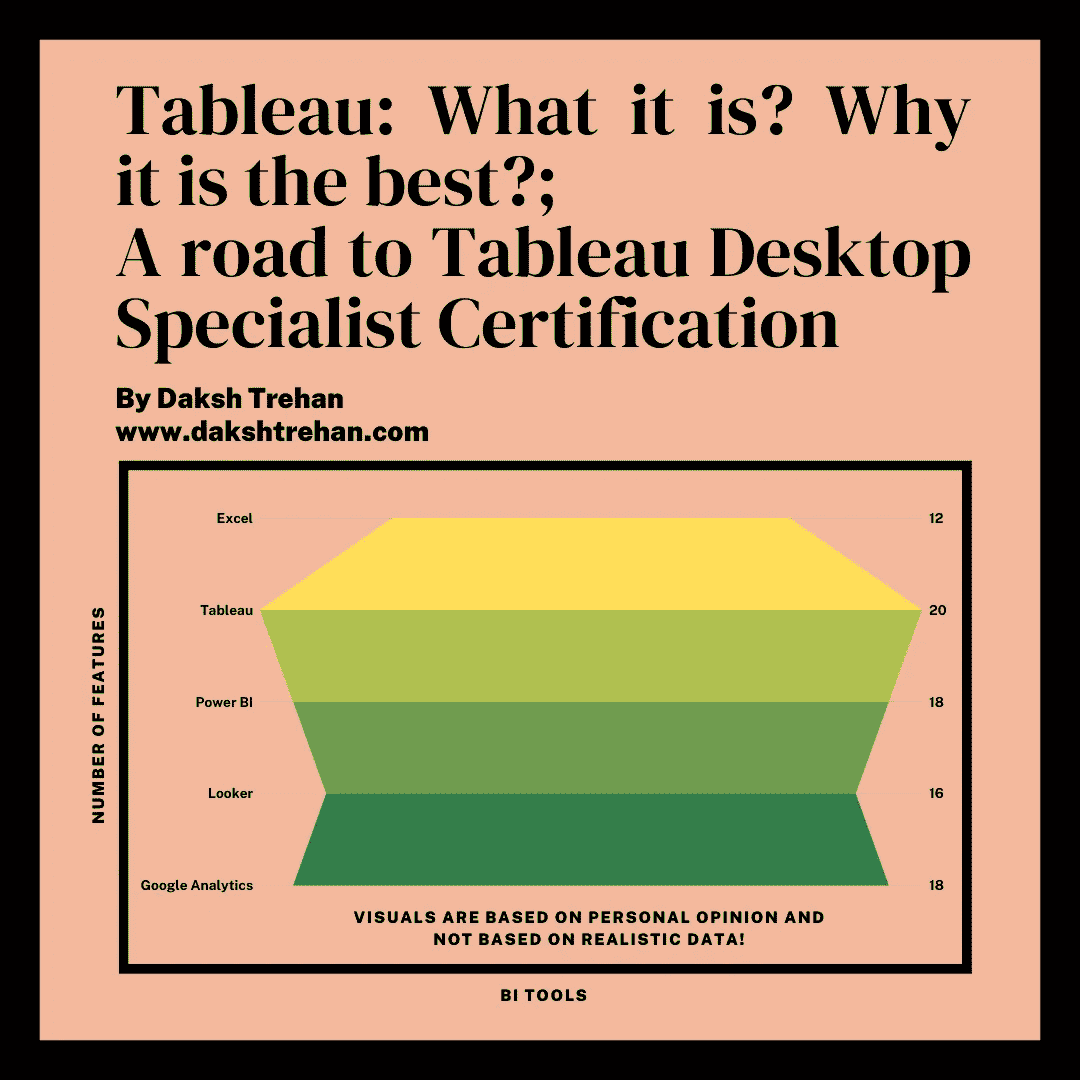 Tableau: What it is? Why
it is the best?;
A road to Tableau Desktop
Specialist Certification
By Daksh Trehan
www.dakshtrehan.com
NUMBER OF FEATURES
Excel 12
Tableau 20
Power BI 18
Looker 16
Google Analytics 18
VISUALS ARE BASED ON PERSONAL OPINION AND
NOT BASED ON REALISTIC DATA!
BI TOOLS